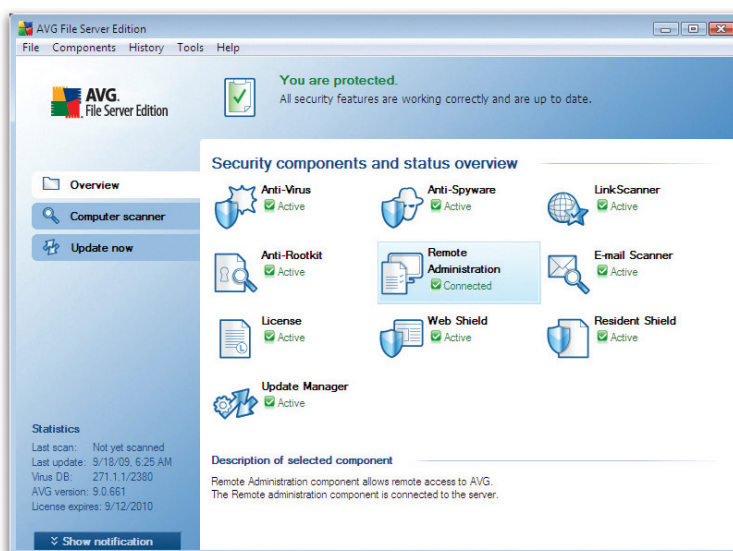 AVG File Server Edition
File Components History Tools Help
AVG.
File Server Edition
You are protected.
All security features are working correctly and are up to date.
Overview
Computer scanner
Update now
Security components and status overview
Anti-Virus
Active
Anti-Spyware
Active
LinkScanner
Active
Anti-Rootkit
Active
Remote
Administration
Connected
E-mail Scanner
Active
License
Active
Web Shield
Active
Resident Shield
Active
Update Manager
Active
Statistics
Last scan: Not yet scanned
Last update: 9/18/09, 6:25 AM
Virus DB: 271.1.1/2380
AVG version: 9.0.661
License expires: 9/12/2010
Show notification
Description of selected component
Remote Administration component allows remote access to AVG.
The Remote administration component is connected to the server.